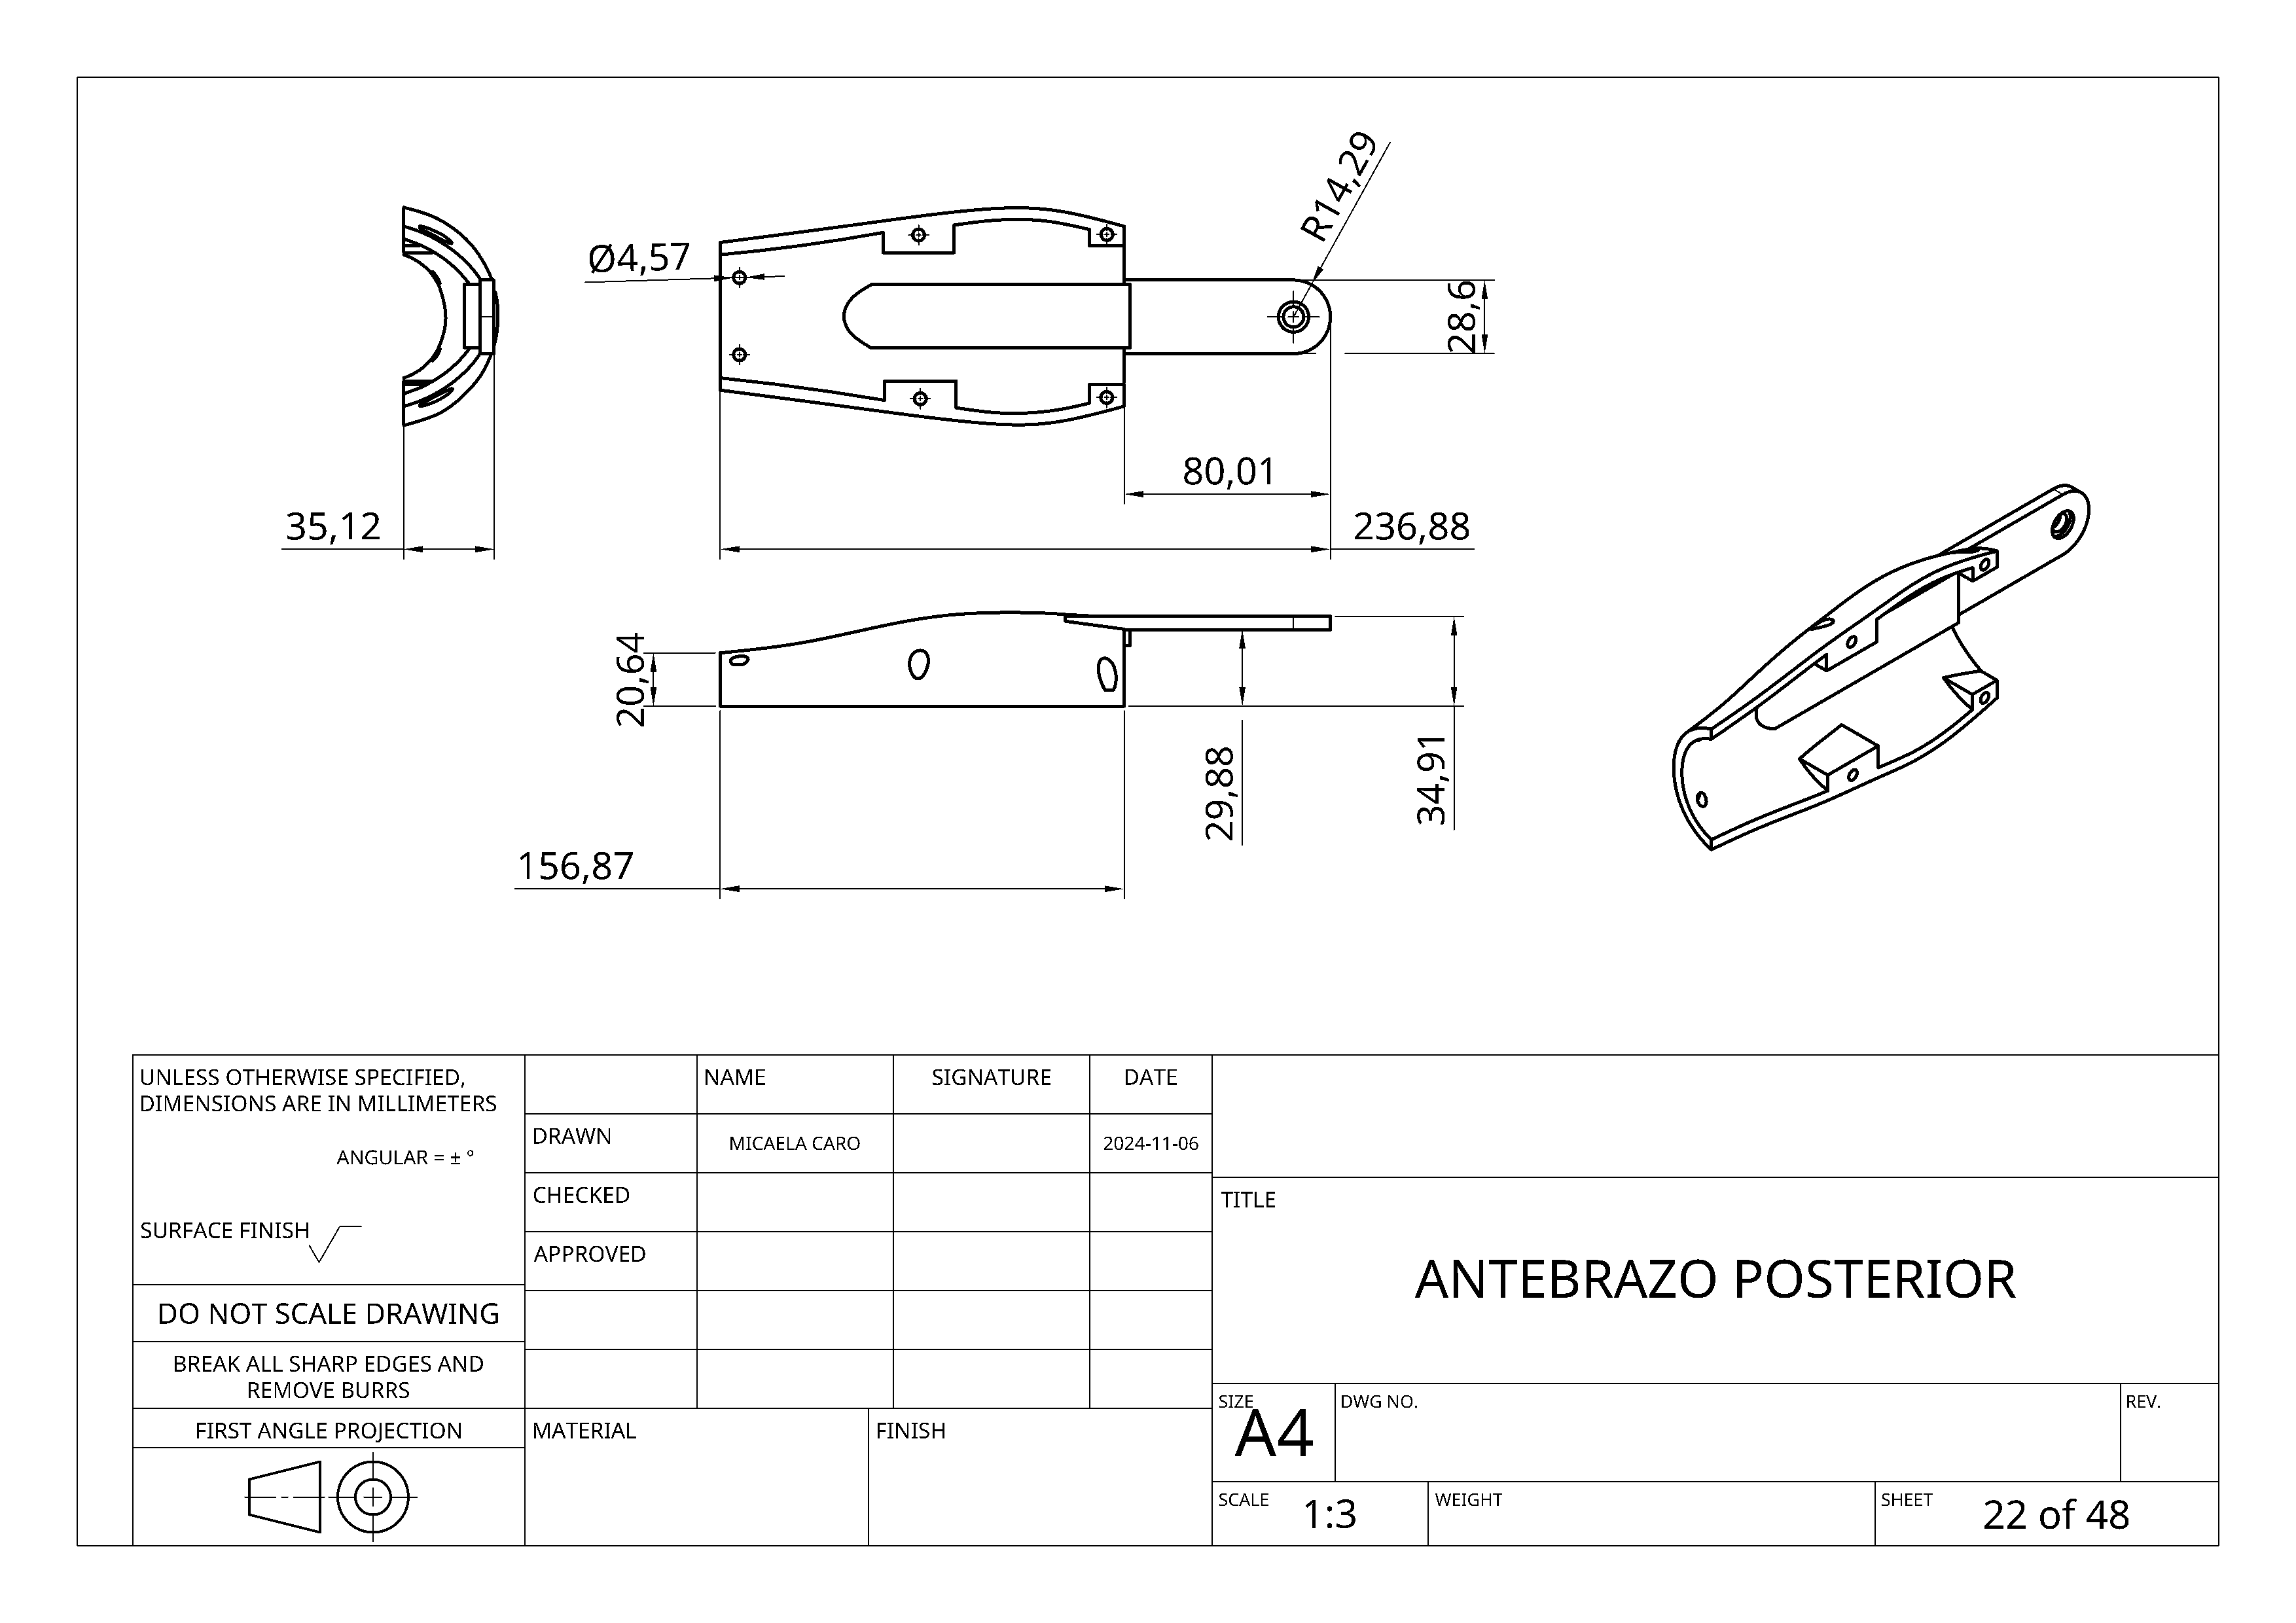 R14,29
Ø4,57
28,6
80,01
35,12
236,88
20,64
29,88
34,91
156,87
UNLESS OTHERWISE SPECIFIED,
DIMENSIONS ARE IN MILLIMETERS
ANGULAR = ± °
SURFACE FINISH
DO NOT SCALE DRAWING
BREAK ALL SHARP EDGES AND
REMOVE BURRS
FIRST ANGLE PROJECTION
NAME SIGNATURE DATE
DRAWN MICAELA CARO 2024-11-06
CHECKED
APPROVED
MATERIAL FINISH
TITLE
ANTEBRAZO POSTERIOR
SIZE DWG NO. REV.
A4
SCALE 1:3 WEIGHT SHEET 22 of 48